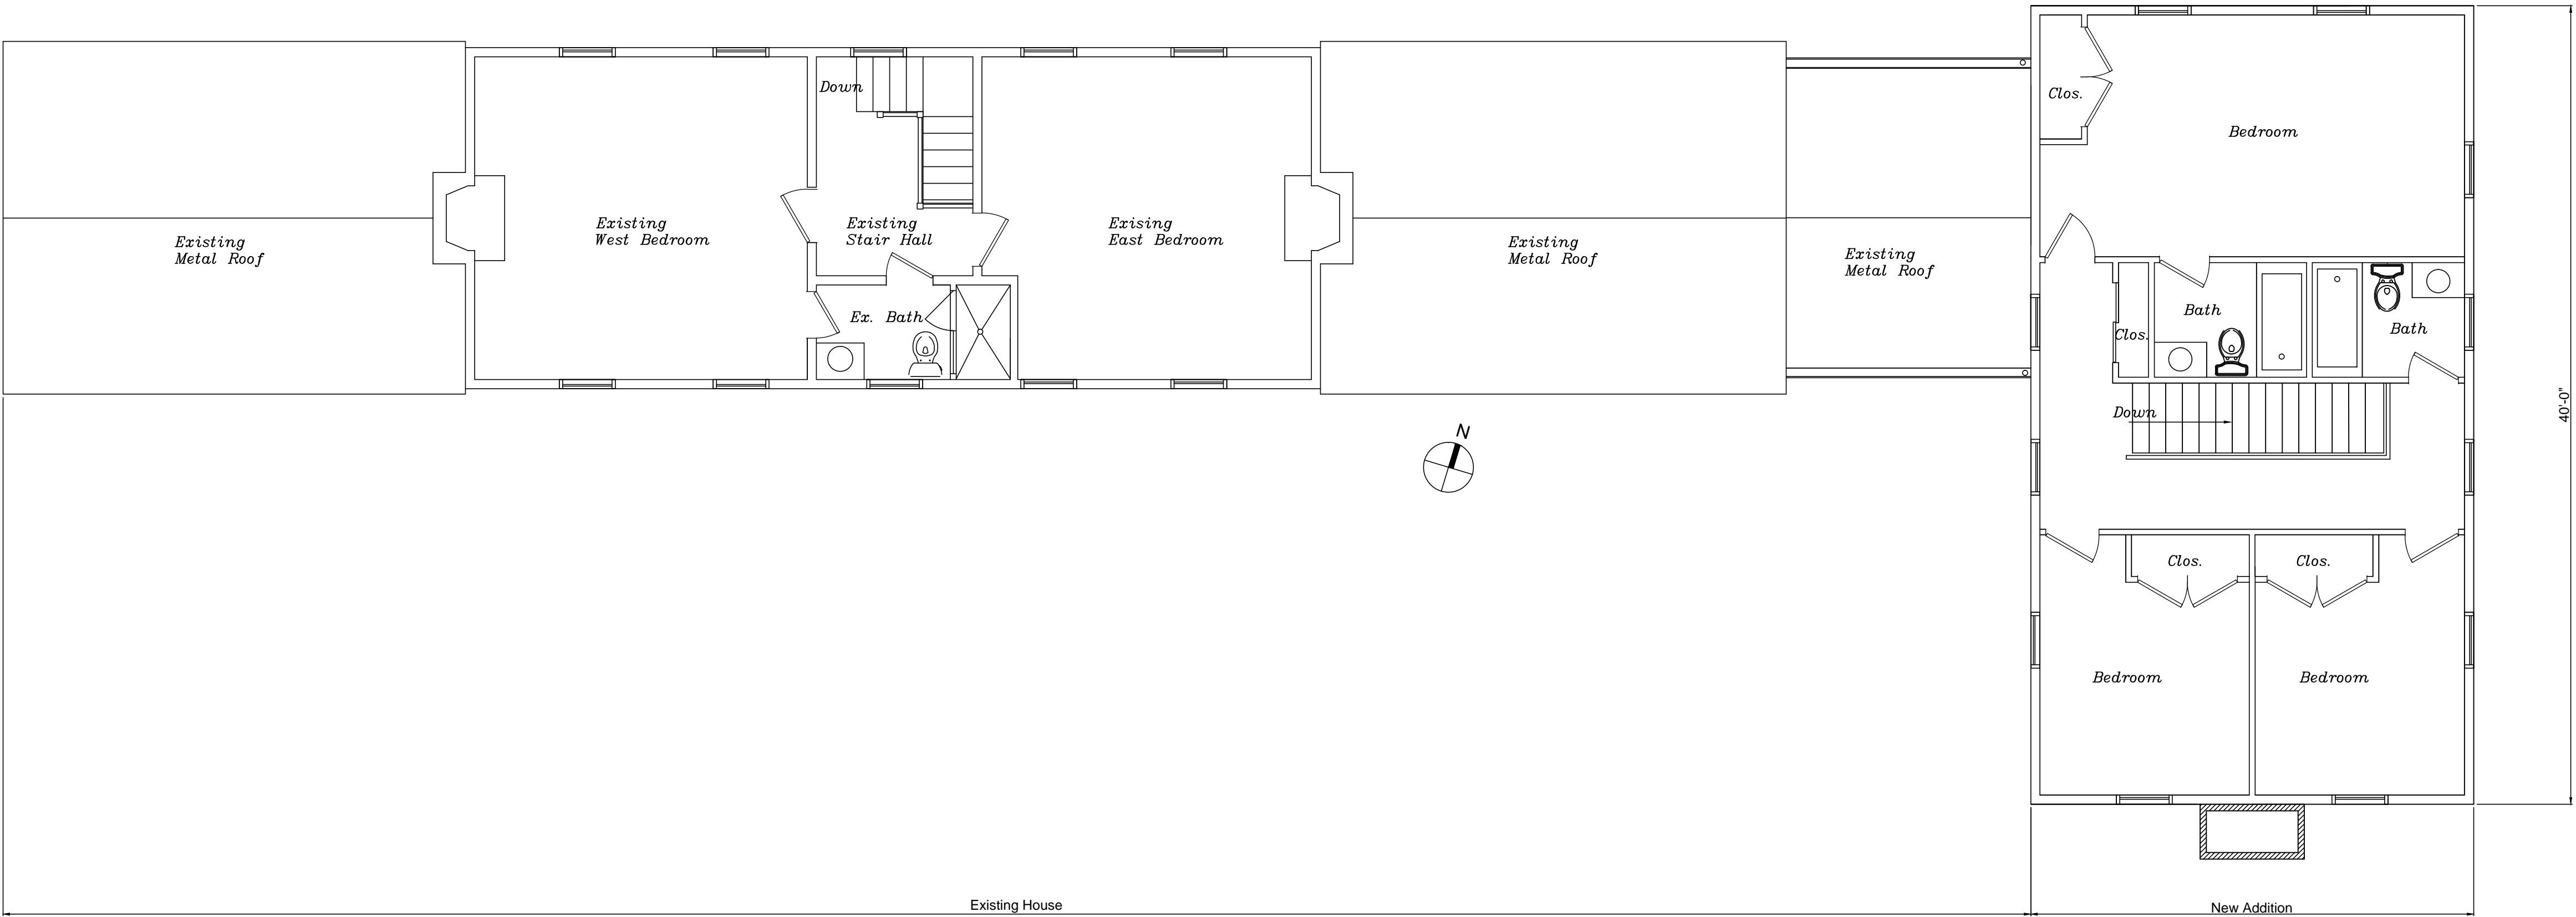 Down
Clos.
Bedroom
Existing
West Bedroom
Existing
Stair Hall
Exising
East Bedroom
Existing
Metal Roof
Existing
Metal Roof
Existing
Metal Roof
Ex. Bath
Clos.
Bath
Bath
Down
40'-0"
N
Clos.
Clos.
Bedroom
Bedroom
Existing House
New Addition